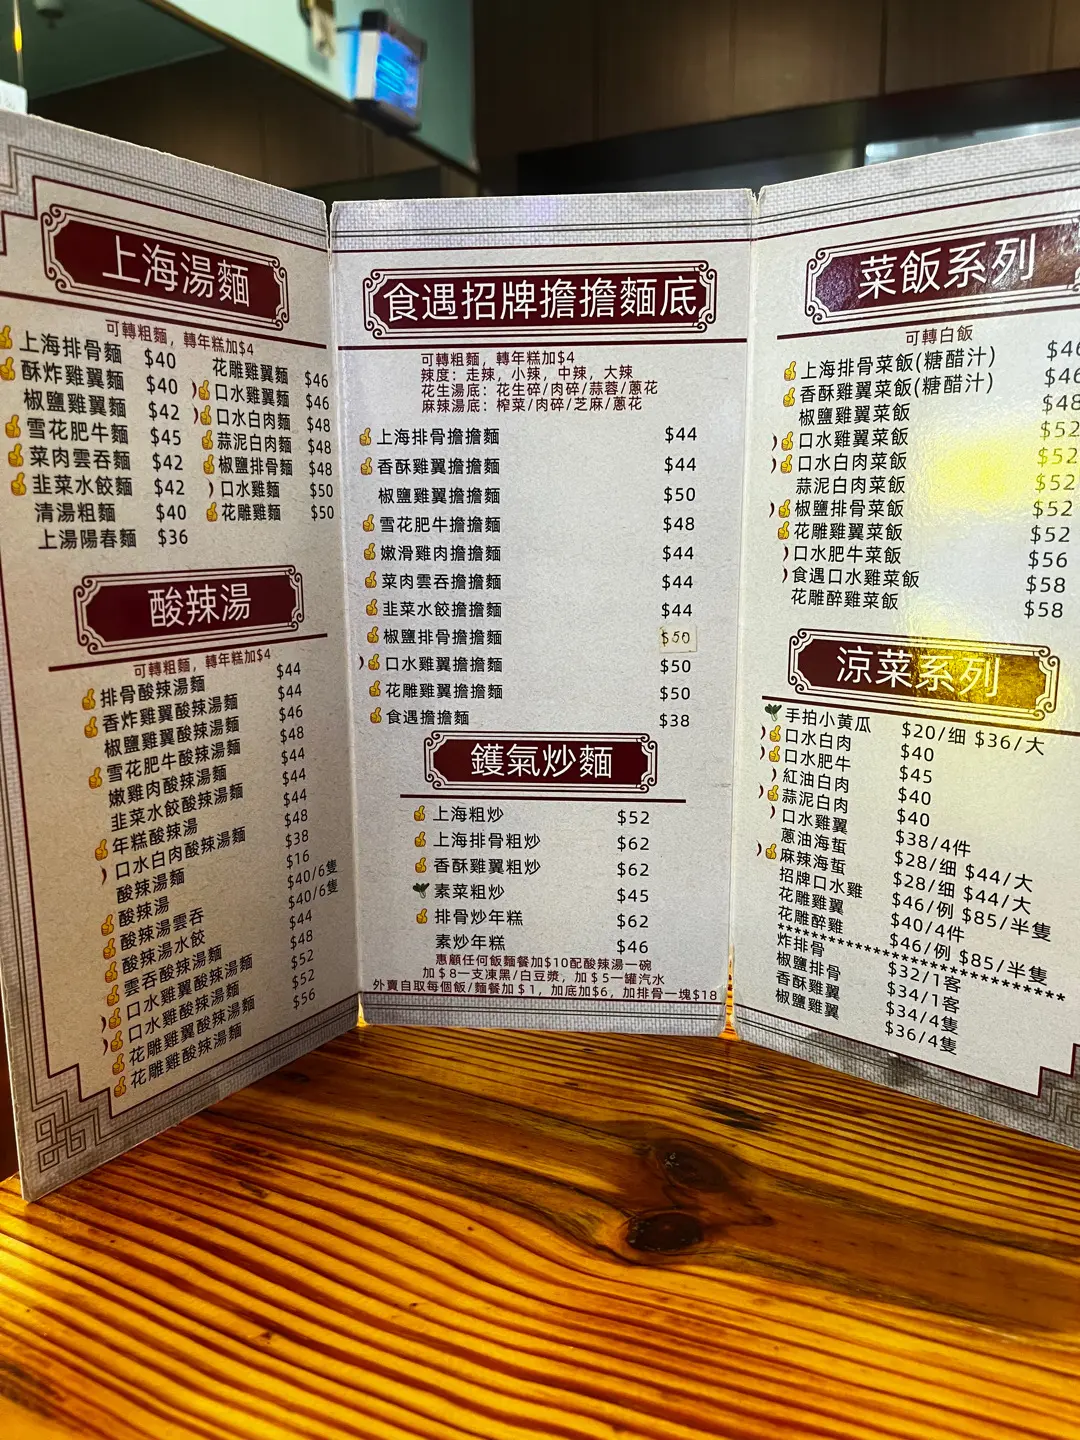 上海湯麵
可轉粗麵，轉年糕加$4
上海排骨麵 $40
酥炸雞翼麵 $40
椒鹽雞翼麵 $42
雪花肥牛麵 $45
菜肉雲吞麵 $42
韭菜水餃麵 $42
清湯粗麵 $40
上湯陽春麵 $36
花雕雞翼麵 $46
口水雞翼麵 $46
口水白肉麵 $48
蒜泥白肉麵 $48
椒鹽排骨麵 $48
口水雞麵 $50
花雕雞麵 $50
酸辣湯
可轉粗麵，轉年糕加$4
排骨酸辣湯麵 $44
香炸雞翼酸辣湯麵 $44
椒鹽雞翼酸辣湯麵 $46
雪花肥牛酸辣湯麵 $48
嫩雞肉酸辣湯麵 $44
韭菜水餃酸辣湯麵 $44
年糕酸辣湯 $44
口水白肉酸辣湯麵 $48
酸辣湯麵 $38
酸辣湯 $16
酸辣湯雲吞 $40/6隻
酸辣湯水餃 $40/6隻
雲吞酸辣湯麵 $44
口水雞翼酸辣湯麵 $48
口水雞酸辣湯麵 $52
花雕雞翼酸辣湯麵 $52
花雕雞酸辣湯麵 $56
食遇招牌擔擔麵底
可轉粗麵，轉年糕加$4
辣度：走辣，小辣，中辣，大辣
花生湯底：花生碎/肉碎/蒜蓉/蔥花
麻辣湯底：榨菜/肉碎/芝麻/蔥花
上海排骨擔擔麵 $44
香酥雞翼擔擔麵 $44
椒鹽雞翼擔擔麵 $50
雪花肥牛擔擔麵 $48
嫩滑雞肉擔擔麵 $44
菜肉雲吞擔擔麵 $44
韭菜水餃擔擔麵 $44
椒鹽排骨擔擔麵 $50
口水雞翼擔擔麵 $50
花雕雞翼擔擔麵 $50
食遇擔擔麵 $38
鑊氣炒麵
上海粗炒 $52
上海排骨粗炒 $62
香酥雞翼粗炒 $62
素菜粗炒 $45
排骨炒年糕 $62
素炒年糕 $46
惠顧任何飯麵餐加$10配酸辣湯一碗
加$8一支凍黑/白豆漿，加$5一罐汽水
外賣自取每個飯/麵餐加$1，加底加$6，加排骨一塊$18
菜飯系列
可轉白飯
上海排骨菜飯(糖醋汁) $46
香酥雞翼菜飯(糖醋汁) $46
椒鹽雞翼菜飯 $48
口水雞翼菜飯 $52
口水白肉菜飯 $52
蒜泥白肉菜飯 $52
椒鹽排骨菜飯 $52
花雕雞翼菜飯 $52
口水肥牛菜飯 $56
食遇口水雞菜飯 $58
花雕醉雞菜飯 $58
涼菜系列
手拍小黄瓜 $20/细 $36/大
口水白肉 $40
口水肥牛 $45
紅油白肉 $40
蒜泥白肉 $40
口水雞翼 $38/4件
蔥油海蜇 $28/细 $44/大
麻辣海蜇 $28/细 $44/大
招牌口水雞 $46/例 $85/半隻
花雕雞翼 $40/4件
花雕醉雞 $46/例 $85/半隻
******************************
炸排骨 $32/1客
椒鹽排骨 $34/1客
香酥雞翼 $34/4隻
椒鹽雞翼 $36/4隻